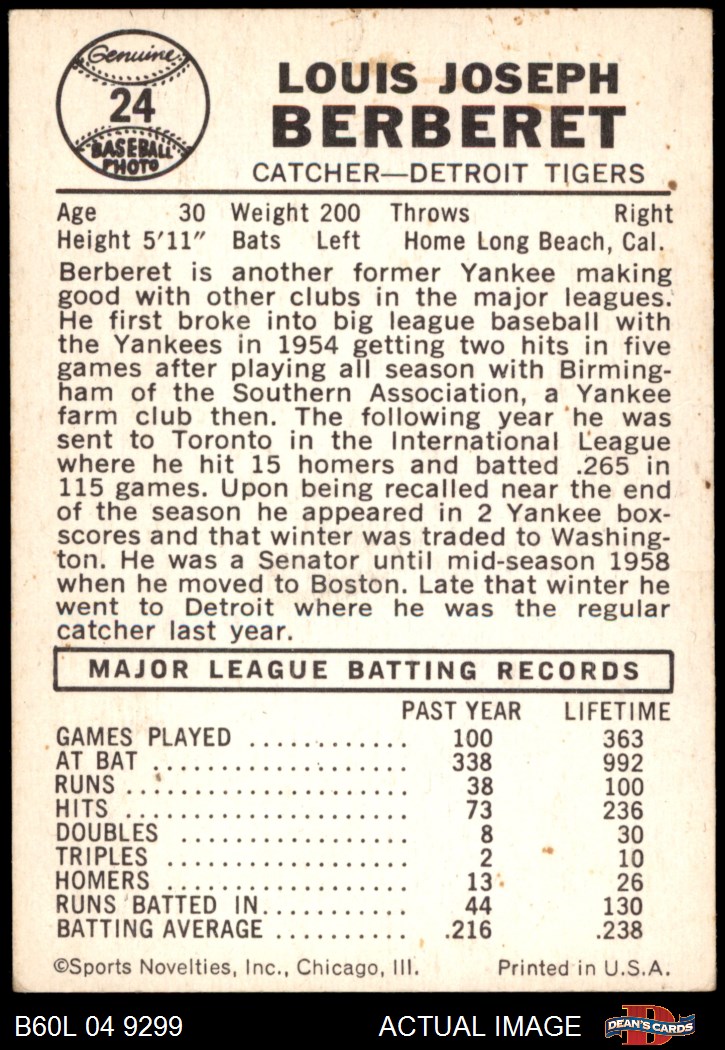 Genuine
24
BASEBALL
PHOTO
LOUIS JOSEPH
BERBERET
CATCHER—DETROIT TIGERS
Age 30 Weight 200 Throws Right
Height 5'11" Bats Left Home Long Beach, Cal.
Berberet is another former Yankee making
good with other clubs in the major leagues.
He first broke into big league baseball with
the Yankees in 1954 getting two hits in five
games after playing all season with Birming-
ham of the Southern Association, a Yankee
farm club then. The following year he was
sent to Toronto in the International League
where he hit 15 homers and batted .265 in
115 games. Upon being recalled near the end
of the season he appeared in 2 Yankee box-
scores and that winter was traded to Washing-
ton. He was a Senator until mid-season 1958
when he moved to Boston. Late that winter he
went to Detroit where he was the regular
catcher last year.
MAJOR LEAGUE BATTING RECORDS
PAST YEAR LIFETIME
GAMES PLAYED ............ 100 363
AT BAT .................... 338 992
RUNS ...................... 38 100
HITS ....................... 73 236
DOUBLES .................. 8 30
TRIPLES ................... 2 10
HOMERS ................... 13 26
RUNS BATTED IN........... 44 130
BATTING AVERAGE .......... .216 .238
©Sports Novelties, Inc., Chicago, Ill. Printed in U.S.A.
B60L 04 9299 ACTUAL IMAGE DEAN'S CARDS